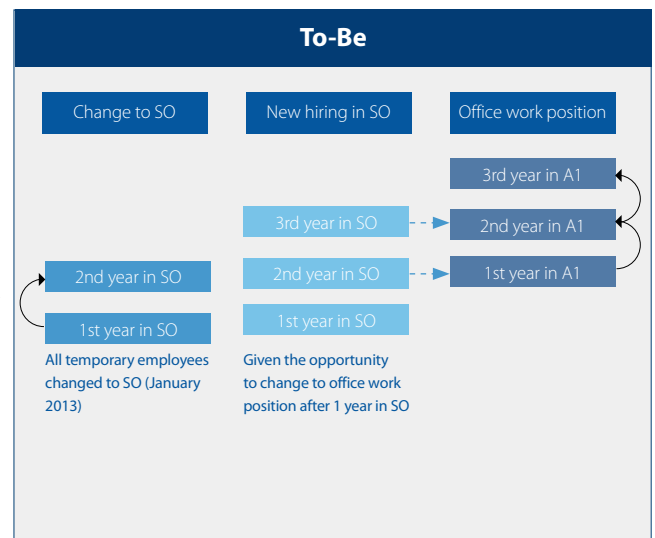 To-Be
Change to SO
New hiring in SO
Office work position
3rd year in A1
3rd year in SO
2nd year in A1
2nd year in SO
2nd year in SO
1st year in A1
1st year in SO
1st year in SO
All temporary employees
changed to SO (January
2013)
Given the opportunity
to change to office work
position after 1 year in SO